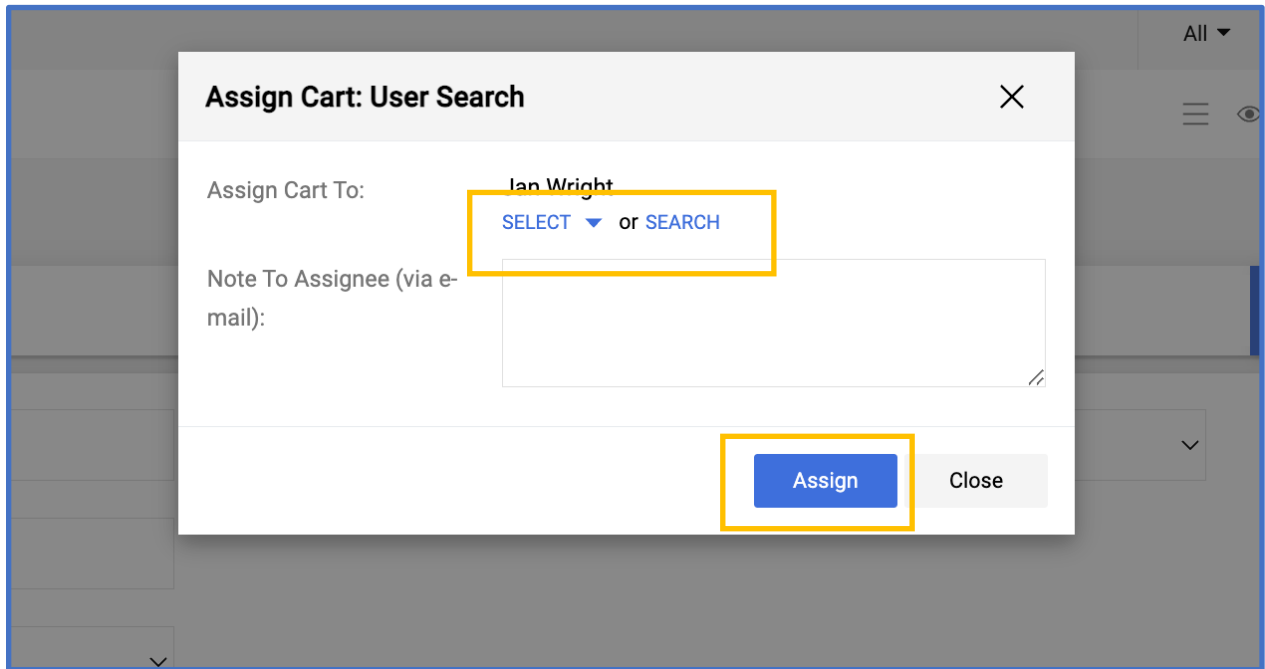 All
Assign Cart: User Search
Assign Cart To:
Jan Wright
SELECT or SEARCH
Note To Assignee (via e-
mail):
Assign Close